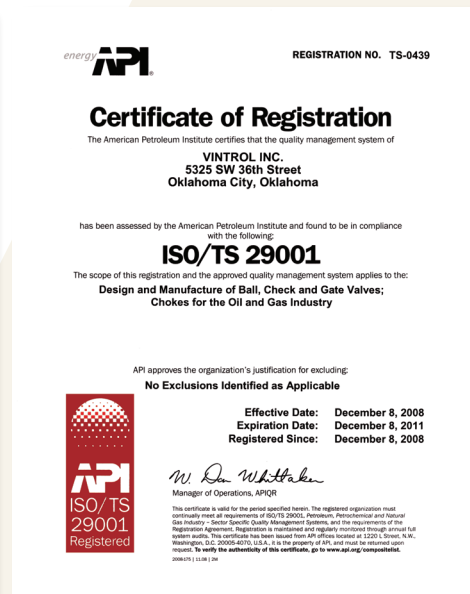 energy API®
REGISTRATION NO. TS-0439
Certificate of Registration
The American Petroleum Institute certifies that the quality management system of
VINTROL INC.
5325 SW 36th Street
Oklahoma City, Oklahoma
has been assessed by the American Petroleum Institute and found to be in compliance
with the following:
ISO/TS 29001
The scope of this registration and the approved quality management system applies to the:
Design and Manufacture of Ball, Check and Gate Valves;
Chokes for the Oil and Gas Industry
API approves the organization's justification for excluding:
No Exclusions Identified as Applicable
Effective Date: December 8, 2008
Expiration Date: December 8, 2011
Registered Since: December 8, 2008
API
ISO/TS
29001
Registered
W. Don Whittaker
Manager of Operations, APIQR
This certificate is valid for the period specified herein. The registered organization must
continually meet all requirements of ISO/TS 29001, Petroleum, Petrochemical and Natural
Gas Industry – Sector Specific Quality Management Systems, and the requirements of the
Registration Agreement. Registration is maintained and regularly monitored through annual full
system audits. This certificate has been issued from API offices located at 1220 L Street, N.W.,
Washington, D.C. 20005-4070, U.S.A., it is the property of API, and must be returned upon
request. To verify the authenticity of this certificate, go to www.api.org/compositelist.
2008-175 | 11.08 | 2M